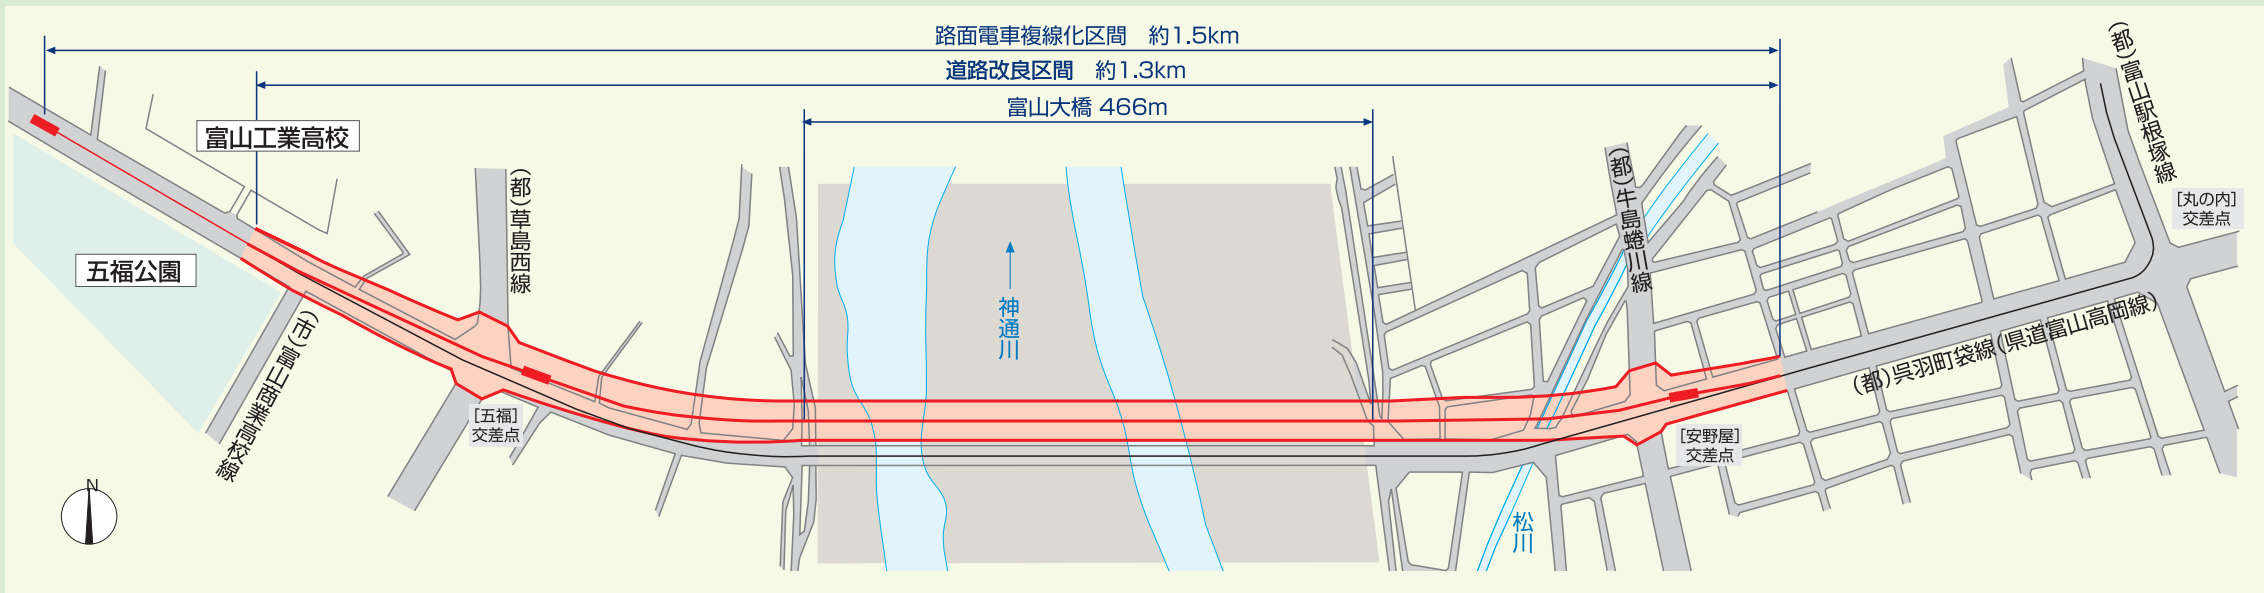 路面電車複線化区間　約1.5km
道路改良区間　約1.3km
富山大橋 466m
富山工業高校
五福公園
(都)草島西線
(市)富山商業高校線
[五福]
交差点
神通川
(都)牛島蜷川線
松川
[安野屋]
交差点
(都)富山駅根塚線
[丸の内]
交差点
(都)呉羽町袋線(県道富山高岡線)
N